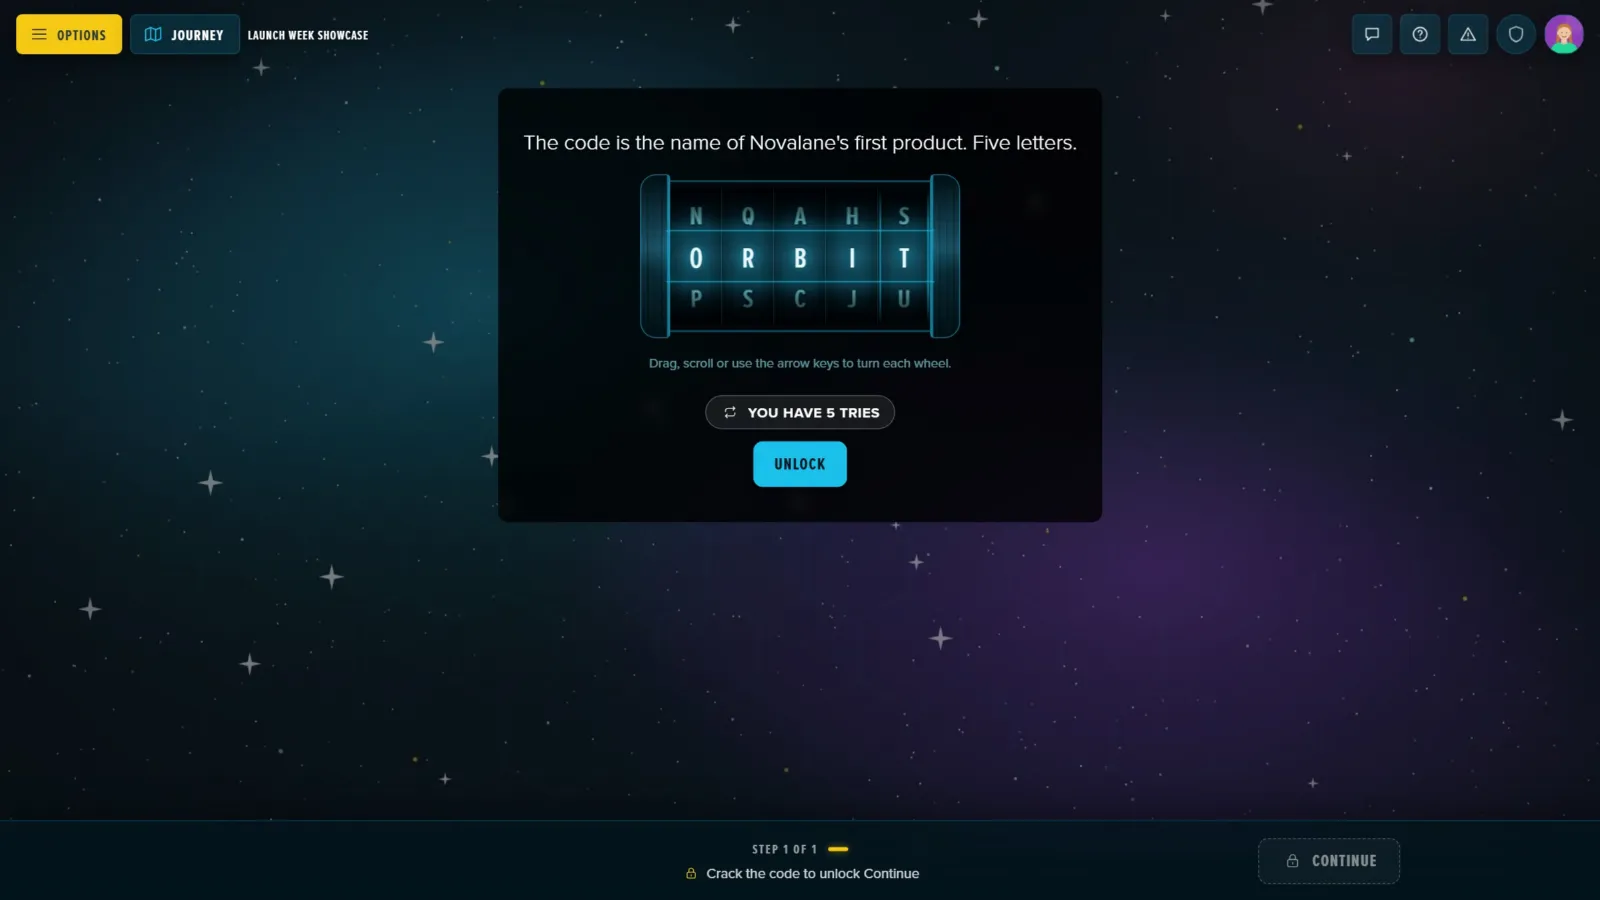 OPTIONS
JOURNEY
LAUNCH WEEK SHOWCASE
The code is the name of Novalane's first product. Five letters.
N Q A H S
O R B I T
P S C J U
Drag, scroll or use the arrow keys to turn each wheel.
YOU HAVE 5 TRIES
UNLOCK
STEP 1 OF 1
Crack the code to unlock Continue
CONTINUE